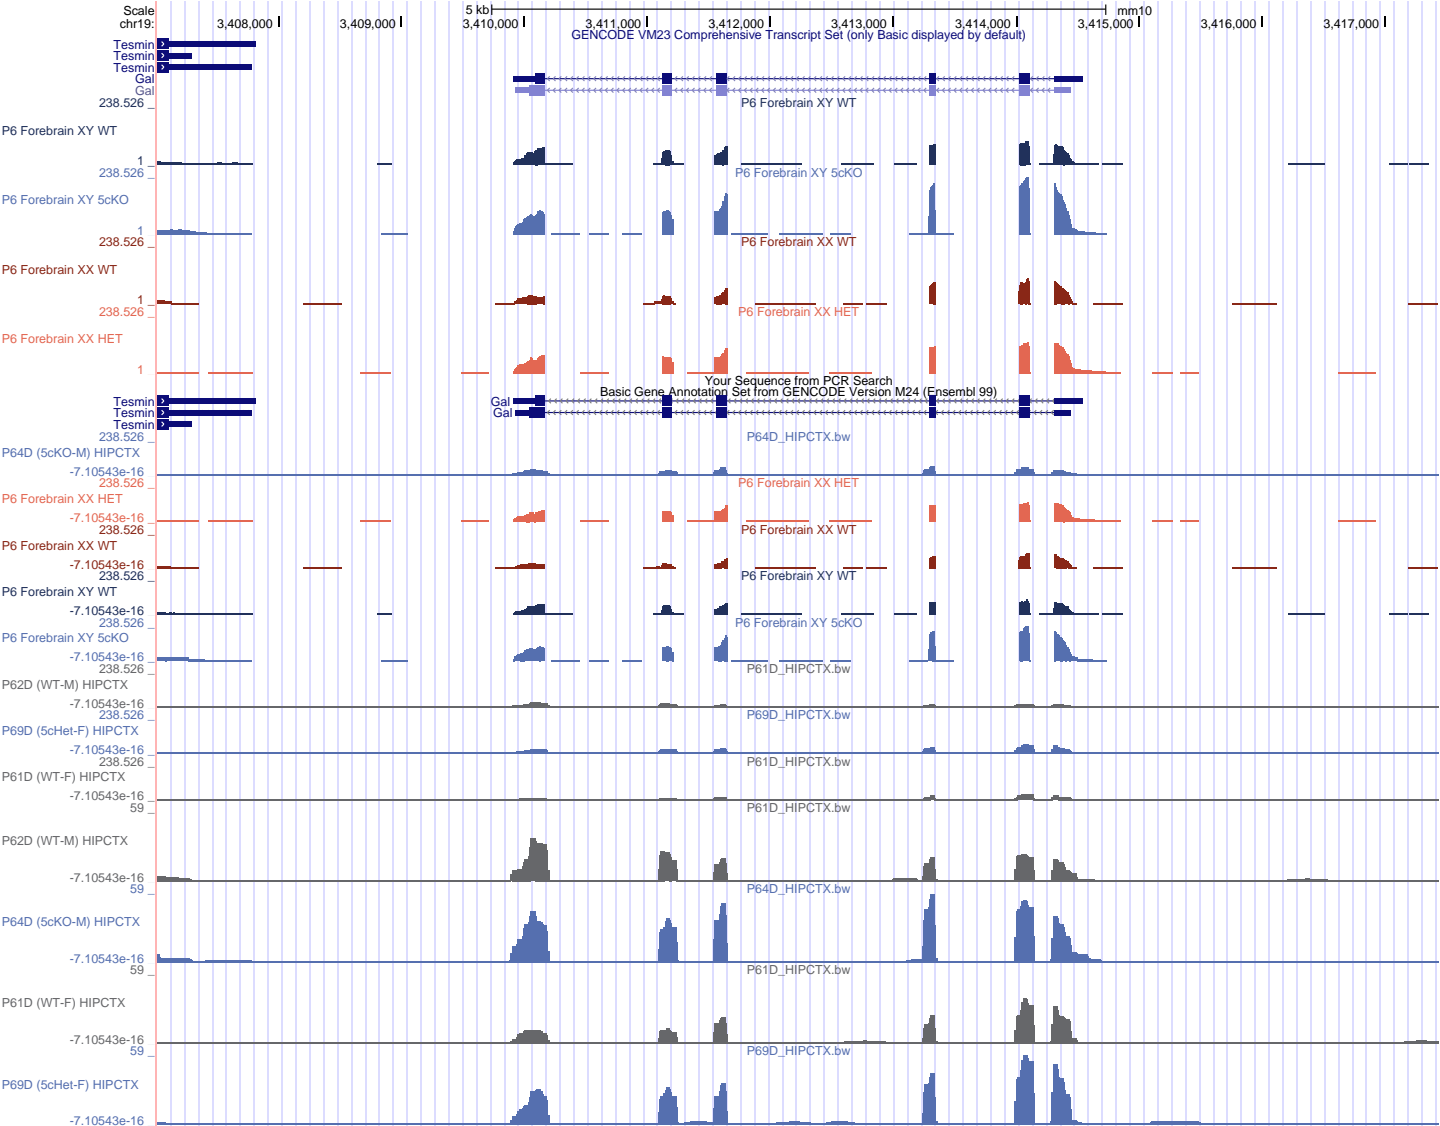 Scale 5 kb mm10
chr19: 3,408,000 3,409,000 3,410,000 3,411,000 3,412,000 3,413,000 3,414,000 3,415,000 3,416,000 3,417,000
GENCODE VM23 Comprehensive Transcript Set (only Basic displayed by default)
Tesmin
Tesmin
Tesmin
Gal
Gal
238.526 _ P6 Forebrain XY WT
P6 Forebrain XY WT
1 _
238.526 _ P6 Forebrain XY 5cKO
P6 Forebrain XY 5cKO
1 _
238.526 _ P6 Forebrain XX WT
P6 Forebrain XX WT
1 _
238.526 _ P6 Forebrain XX HET
P6 Forebrain XX HET
1 _
Your Sequence from PCR Search
Basic Gene Annotation Set from GENCODE Version M24 (Ensembl 99)
Tesmin Gal
Tesmin Gal
Tesmin
238.526 _ P64D_HIPCTX.bw
P64D (5cKO-M) HIPCTX
-7.10543e-16 _
238.526 _ P6 Forebrain XX HET
P6 Forebrain XX HET
-7.10543e-16 _
238.526 _ P6 Forebrain XX WT
P6 Forebrain XX WT
-7.10543e-16 _
238.526 _ P6 Forebrain XY WT
P6 Forebrain XY WT
-7.10543e-16 _
238.526 _ P6 Forebrain XY 5cKO
P6 Forebrain XY 5cKO
-7.10543e-16 _
238.526 _ P61D_HIPCTX.bw
P62D (WT-M) HIPCTX
-7.10543e-16 _
238.526 _ P69D_HIPCTX.bw
P69D (5cHet-F) HIPCTX
-7.10543e-16 _
238.526 _ P61D_HIPCTX.bw
P61D (WT-F) HIPCTX
-7.10543e-16 _
59 _ P61D_HIPCTX.bw
P62D (WT-M) HIPCTX
-7.10543e-16 _
59 _ P64D_HIPCTX.bw
P64D (5cKO-M) HIPCTX
-7.10543e-16 _
59 _ P61D_HIPCTX.bw
P61D (WT-F) HIPCTX
-7.10543e-16 _
59 _ P69D_HIPCTX.bw
P69D (5cHet-F) HIPCTX
-7.10543e-16 _